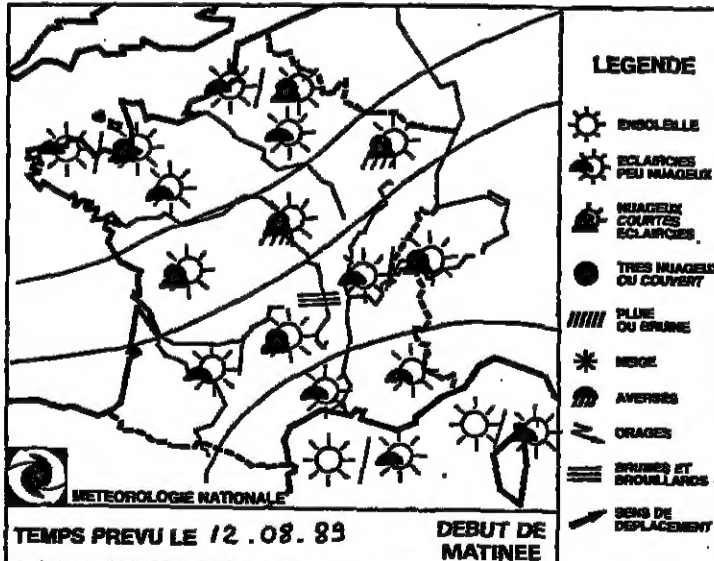 LEGENDE
ENSOLEILLE
ECLAIRCIES
PEU NUAGEUX
NUAGEUX
COURTES
ECLAIRCIES
TRES NUAGEUX
OU COUVERT
PLUIE
OU BRUINE
NEIGE
AVERSES
ORAGES
BRUMES ET
BROUILLARDS
SENS DE
DEPLACEMENT
METEOROLOGIE NATIONALE
TEMPS PREVU LE 12.08.89 DEBUT DE
MATINEE